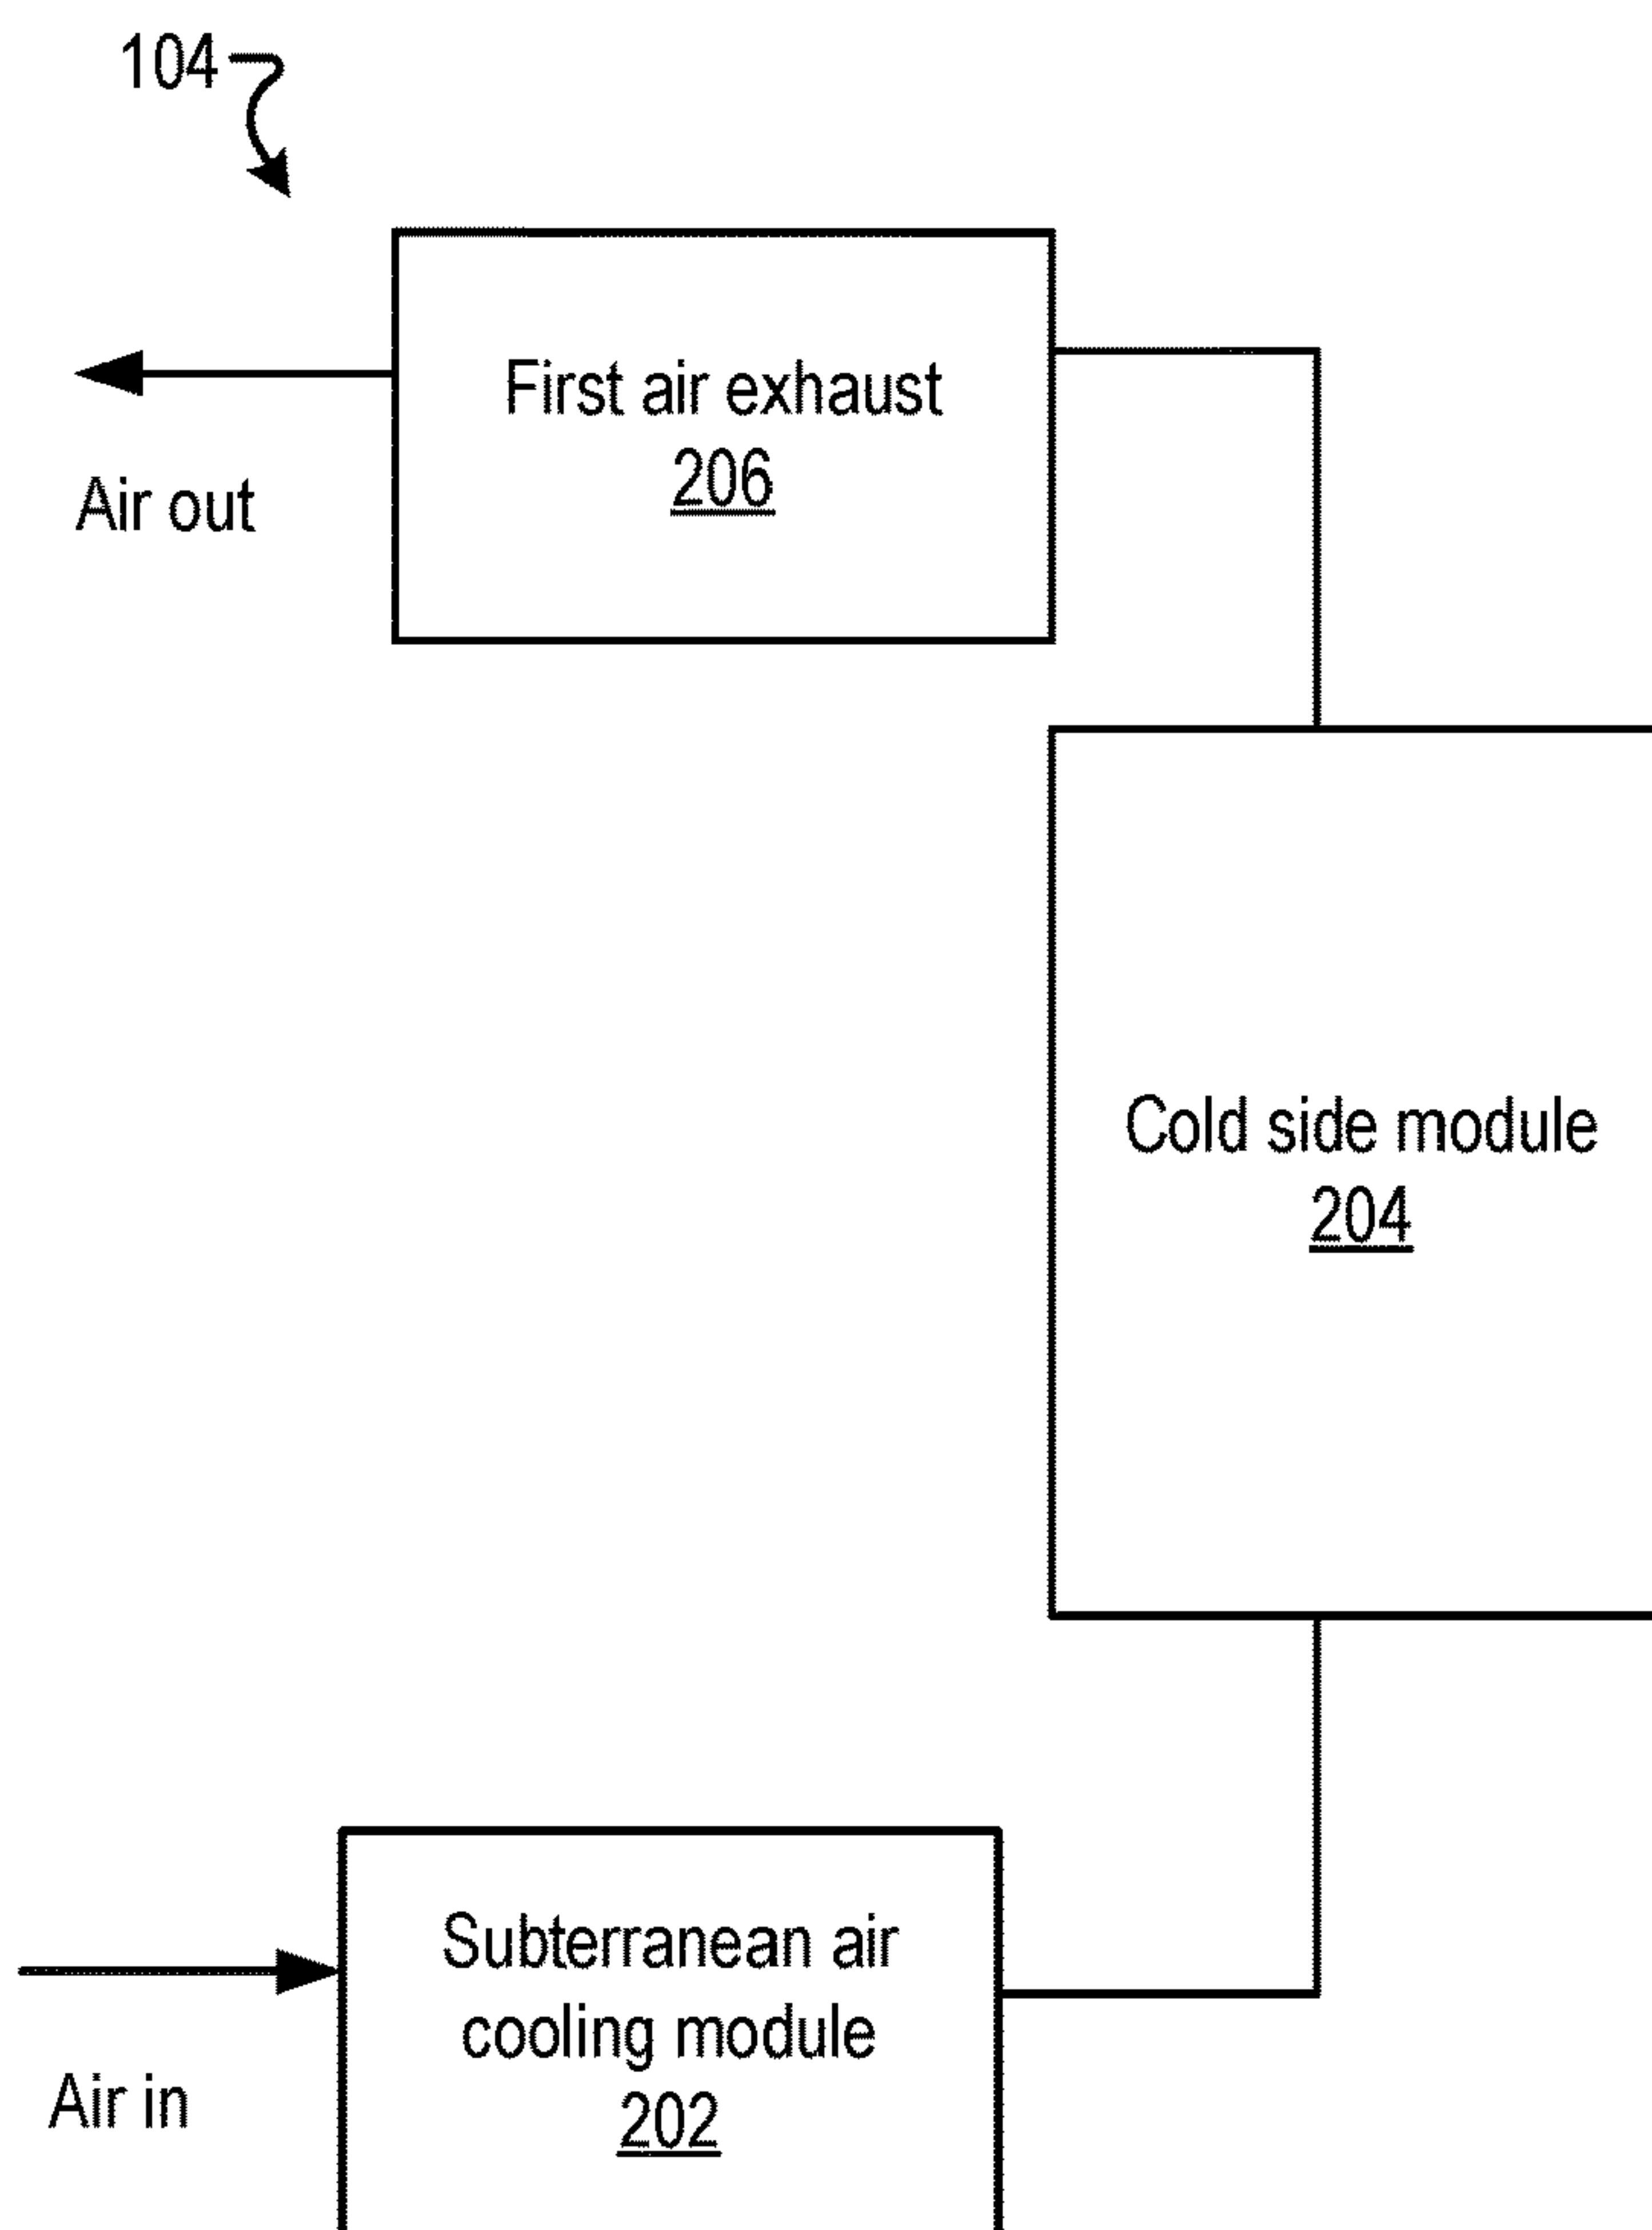 104
First air exhaust
206
Air out
Cold side module
204
Subterranean air
cooling module
202
Air in